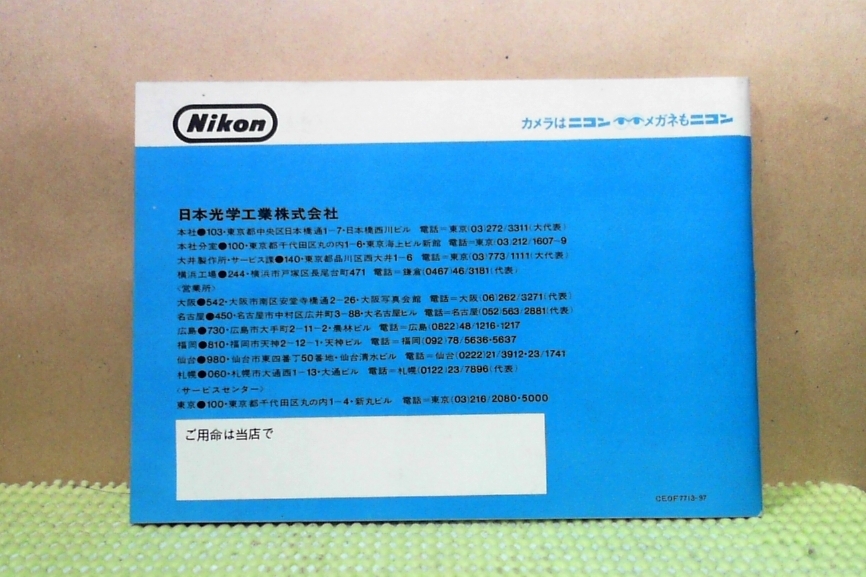 Nikon
カメラはニコン メガネもニコン
日本光学工業株式会社
本社●103・東京都中央区日本橋通1-7・日本橋西川ビル 電話=東京(03)272/3311(大代表)
本社分室●100・東京都千代田区丸の内1-6・東京海上ビル新館 電話=東京(03)212/1607-9
大井製作所・サービス課●140・東京都品川区西大井1-6 電話=東京(03)773/1111(大代表)
横浜工場●244・横浜市戸塚区長尾台町471 電話=鎌倉(0467)46/3181(代表)
〈営業所〉
大阪●542・大阪市南区安堂寺橋通2-26・大阪写真会館 電話=大阪(06)262/3271(代表)
名古屋●450・名古屋市中村区広井町3-88・大名古屋ビル 電話=名古屋(052)563/2881(代表)
広島●730・広島市大手町2-11-2・農林ビル 電話=広島(0822)48/1216・1217
福岡●810・福岡市天神2-12-1・天神ビル 電話=福岡(092)78/5636・5637
仙台●980・仙台市東四番丁50番地・仙台清水ビル 電話=仙台(0222)21/3912・23/1741
札幌●060・札幌市大通西1-13・大通ビル 電話=札幌(0122)23/7896(代表)
〈サービスセンター〉
東京●100・東京都千代田区丸の内1-4・新丸ビル 電話=東京(03)216/2080・5000
ご用命は当店で
CEOF7713-97